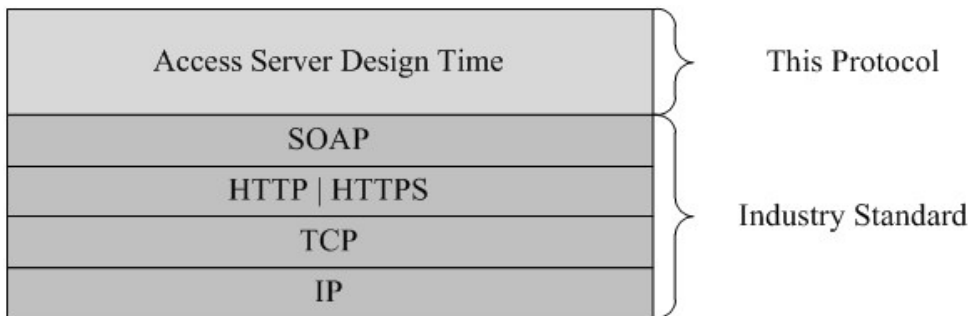 Access Server Design Time
This Protocol
SOAP
HTTP | HTTPS
TCP
IP
Industry Standard